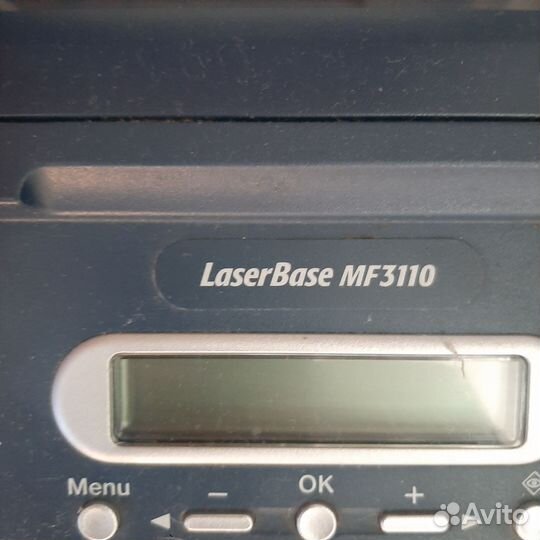 LaserBase MF3110
Menu − OK +
Avito